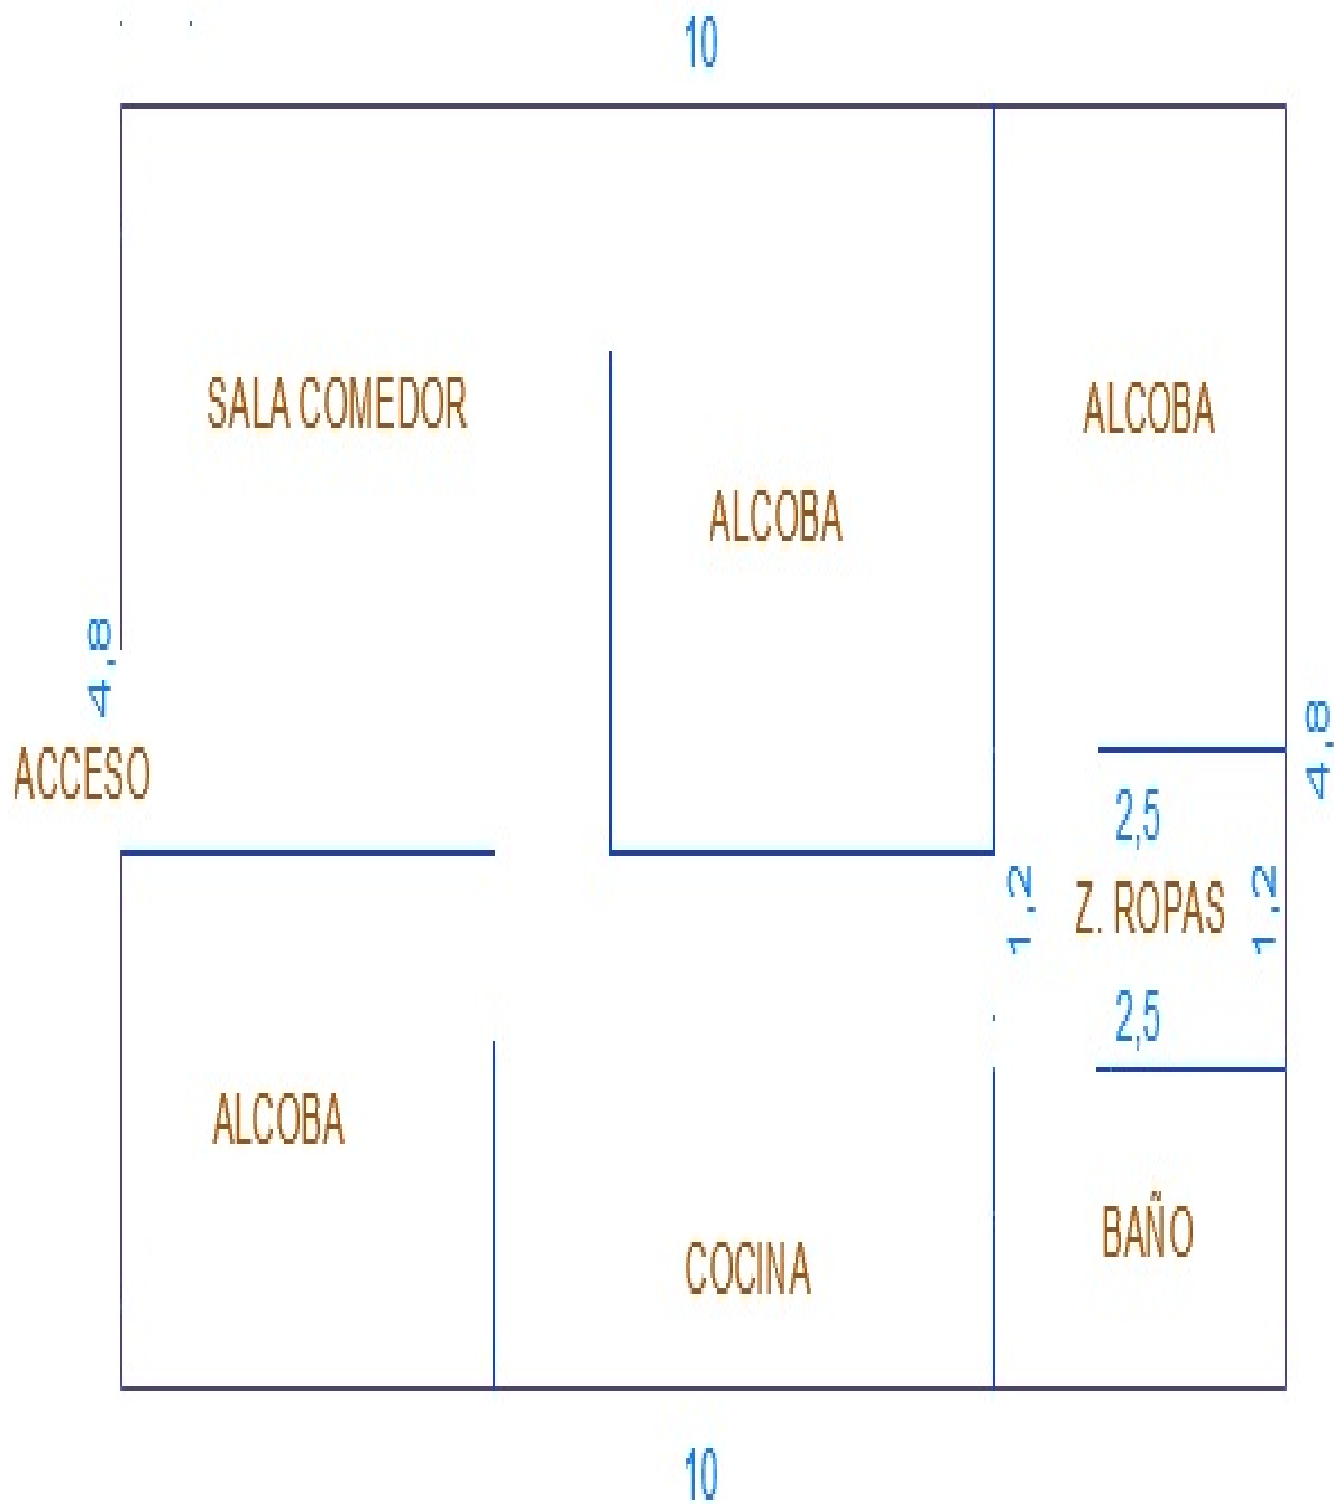 10
SALA COMEDOR
ALCOBA
ALCOBA
4,8
ACCESO
4,8
2,5
1,2
Z. ROPAS
1,2
2,5
ALCOBA
BAÑO
COCINA
10